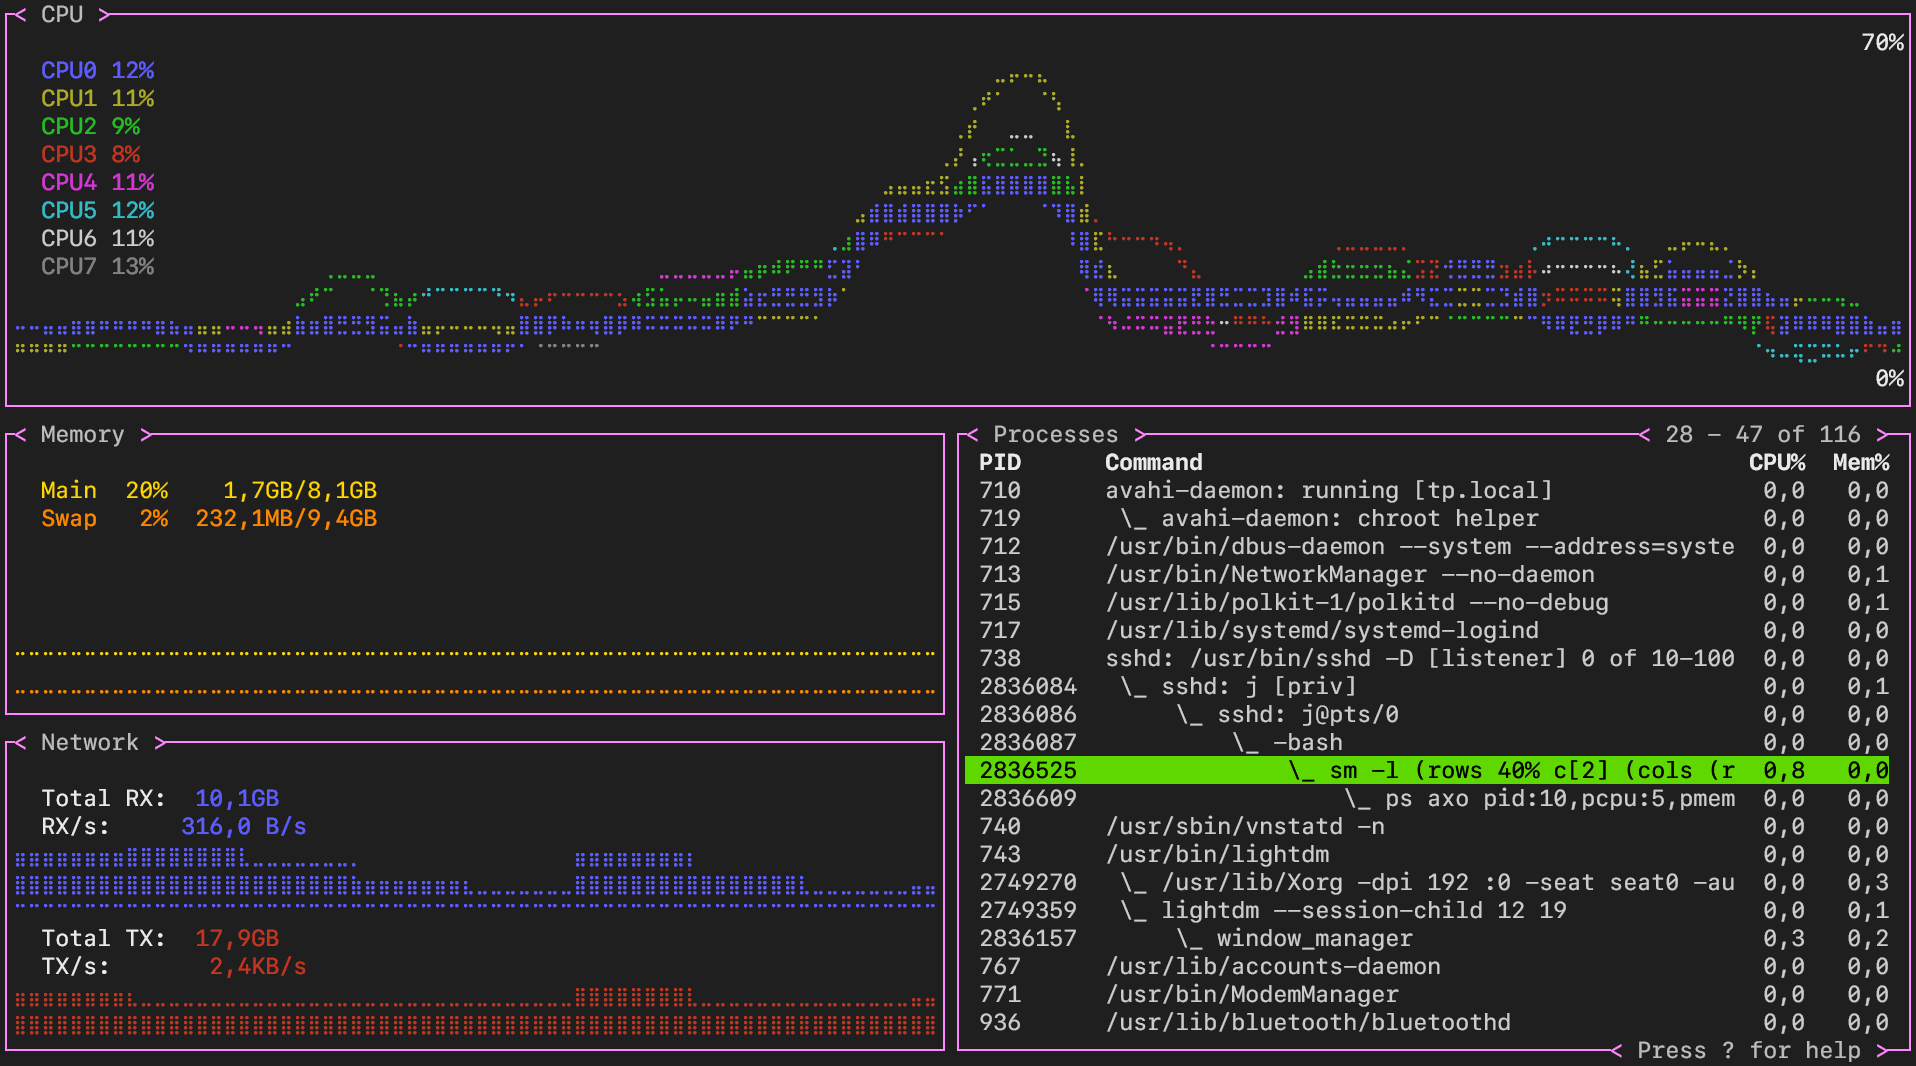 < CPU >
70%
CPU0 12%
CPU1 11%
CPU2 9%
CPU3 8%
CPU4 11%
CPU5 12%
CPU6 11%
CPU7 13%
0%
< Memory >
Main 20% 1,7GB/8,1GB
Swap 2% 232,1MB/9,4GB
< Network >
Total RX: 10,1GB
RX/s: 316,0 B/s
Total TX: 17,9GB
TX/s: 2,4KB/s
< Processes > < 28 - 47 of 116 >
PID Command CPU% Mem%
710 avahi-daemon: running [tp.local] 0,0 0,0
719 \_ avahi-daemon: chroot helper 0,0 0,0
712 /usr/bin/dbus-daemon --system --address=syste 0,0 0,0
713 /usr/bin/NetworkManager --no-daemon 0,0 0,1
715 /usr/lib/polkit-1/polkitd --no-debug 0,0 0,1
717 /usr/lib/systemd/systemd-logind 0,0 0,1
738 sshd: /usr/bin/sshd -D [listener] 0 of 10-100 0,0 0,0
2836084 \_ sshd: j [priv] 0,0 0,1
2836086 \_ sshd: j@pts/0 0,0 0,0
2836087 \_ -bash 0,0 0,0
2836525 \_ sm -l (rows 40% c[2] (cols (r 0,8 0,0
2836609 \_ ps axo pid:10,pcpu:5,pmem 0,0 0,0
740 /usr/sbin/vnstatd -n 0,0 0,0
743 /usr/bin/lightdm 0,0 0,0
2749270 \_ /usr/lib/Xorg -dpi 192 :0 -seat seat0 -au 0,0 0,3
2749359 \_ lightdm --session-child 12 19 0,0 0,1
2836157 \_ window_manager 0,3 0,2
767 /usr/lib/accounts-daemon 0,0 0,0
771 /usr/bin/ModemManager 0,0 0,0
936 /usr/lib/bluetooth/bluetoothd 0,0 0,0
< Press ? for help >